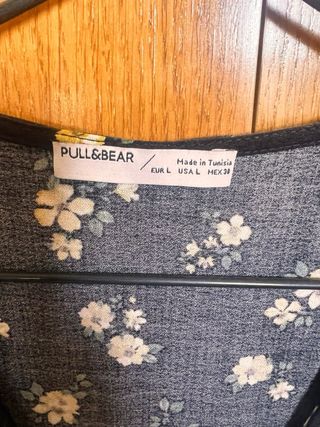 PULL&BEAR / Made in Tunisia
EUR L USA L MEX 30